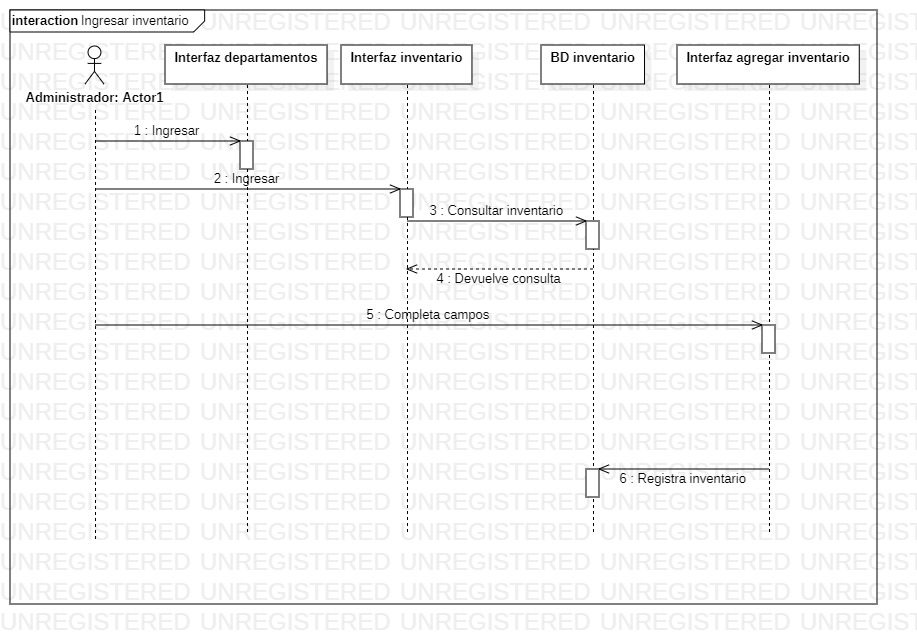 interaction Ingresar inventario
Interfaz departamentos
Interfaz inventario
BD inventario
Interfaz agregar inventario
Administrador: Actor1
1 : Ingresar
2 : Ingresar
3 : Consultar inventario
4 : Devuelve consulta
5 : Completa campos
6 : Registra inventario
UNREGISTERED UNREGISTERED UNREGISTERED UNREGISTERED UNREGISTERED